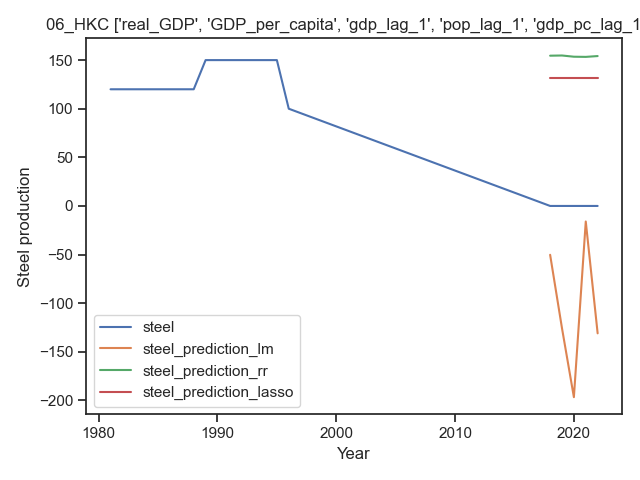 06_HKC ['real_GDP', 'GDP_per_capita', 'gdp_lag_1', 'pop_lag_1', 'gdp_pc_lag_1
150
100
50
0
−50
−100
−150
−200
Steel production
steel
steel_prediction_lm
steel_prediction_rr
steel_prediction_lasso
1980
1990
2000
2010
2020
Year